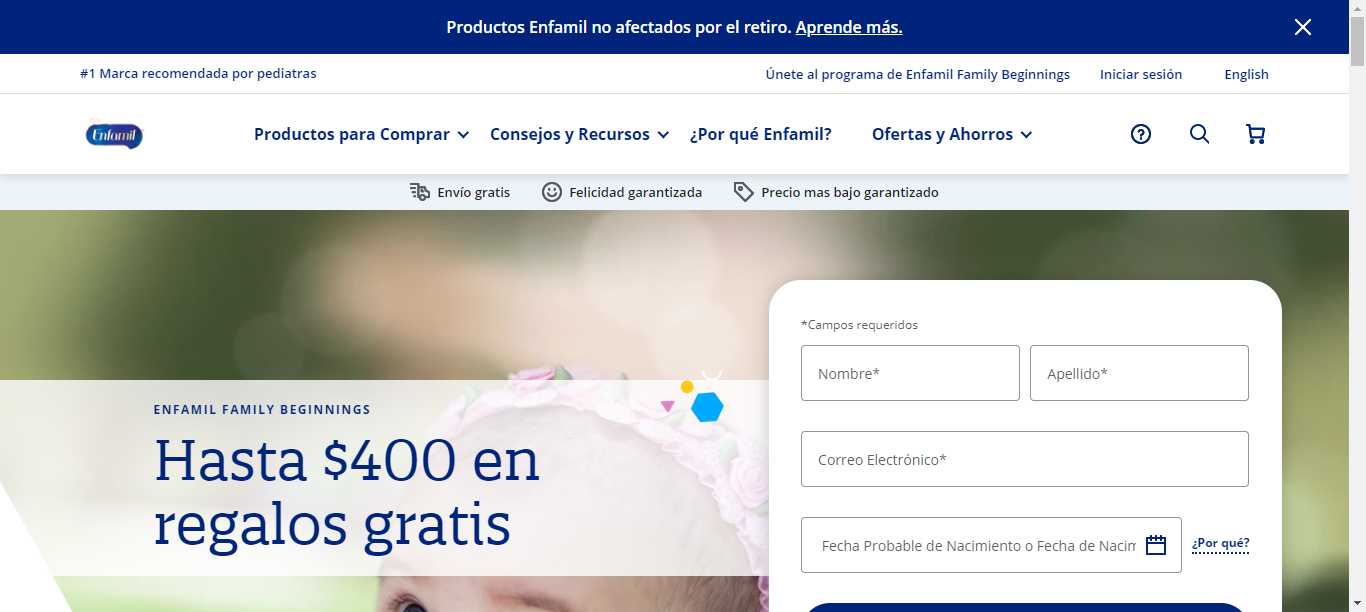 Productos Enfamil no afectados por el retiro. Aprende más.
#1 Marca recomendada por pediatras
Únete al programa de Enfamil Family Beginnings
Iniciar sesión
English
Enfamil
Productos para Comprar
Consejos y Recursos
¿Por qué Enfamil?
Ofertas y Ahorros
Envío gratis
Felicidad garantizada
Precio mas bajo garantizado
*Campos requeridos
Nombre*
Apellido*
Correo Electrónico*
Fecha Probable de Nacimiento o Fecha de Nacim
¿Por qué?
ENFAMIL FAMILY BEGINNINGS
Hasta $400 en
regalos gratis